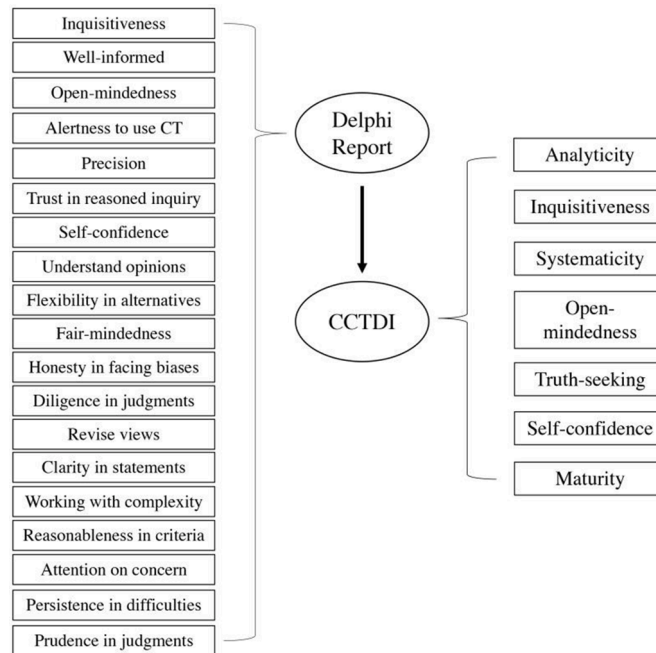 Inquisitiveness
Well-informed
Open-mindedness
Alertness to use CT
Precision
Trust in reasoned inquiry
Self-confidence
Understand opinions
Flexibility in alternatives
Fair-mindedness
Honesty in facing biases
Diligence in judgments
Revise views
Clarity in statements
Working with complexity
Reasonableness in criteria
Attention on concern
Persistence in difficulties
Prudence in judgments
Delphi
Report
CCTDI
Analyticity
Inquisitiveness
Systematicity
Open-
mindedness
Truth-seeking
Self-confidence
Maturity